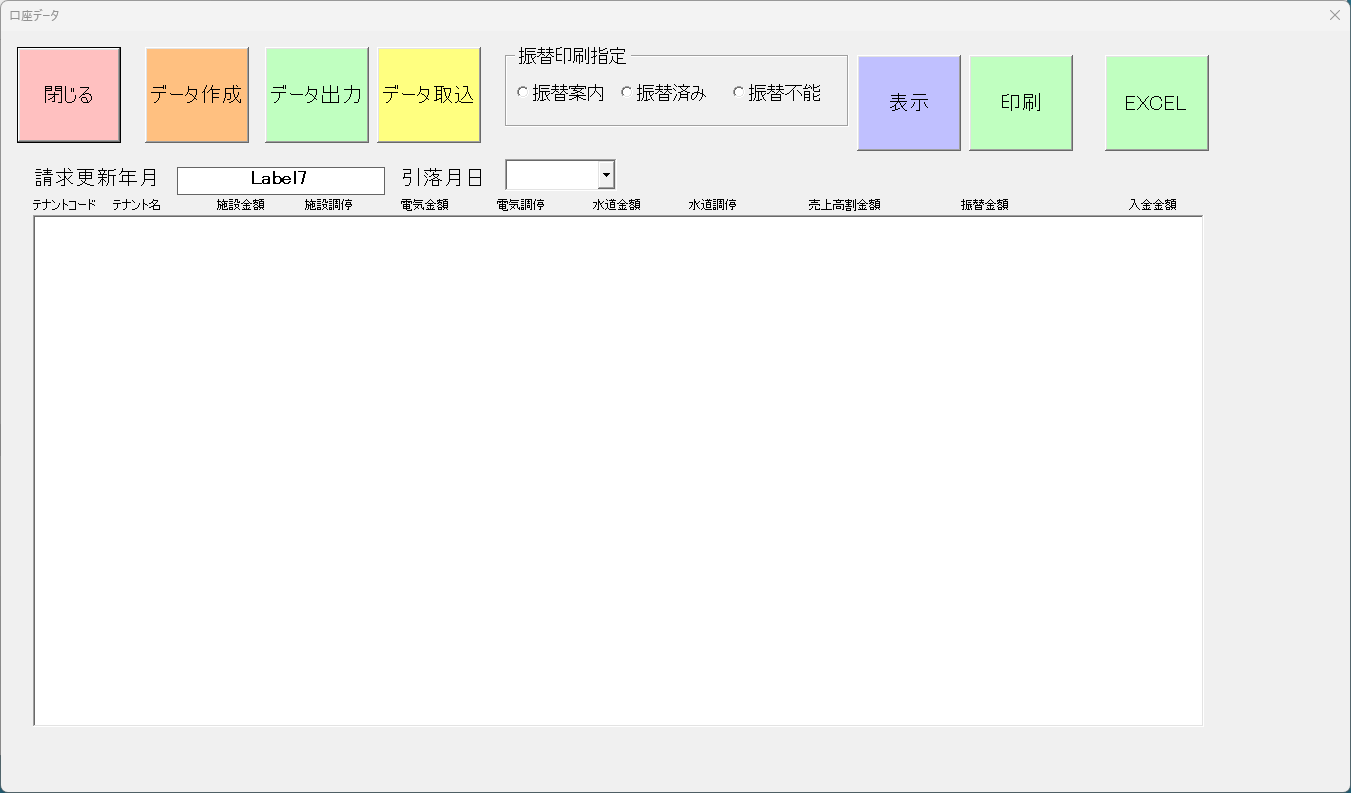 口座データ
閉じる データ作成 データ出力 データ取込
振替印刷指定
振替案内 振替済み 振替不能
表示 印刷 EXCEL
請求更新年月 Label7 引落月日
テナントコード テナント名 施設金額 施設調停 電気金額 電気調停 水道金額 水道調停 売上高割金額 振替金額 入金金額